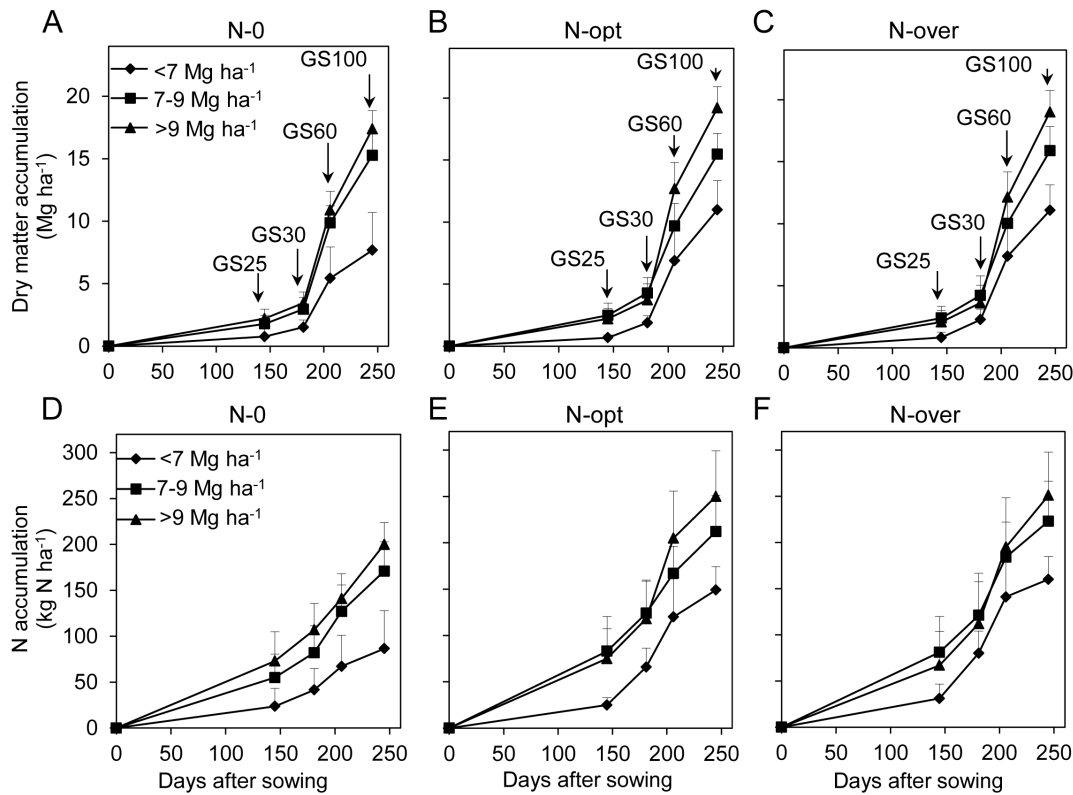 A
N-0
B
N-opt
C
N-over
<7 Mg ha-1
7-9 Mg ha-1
>9 Mg ha-1
GS25
GS30
GS60
GS100
GS25
GS30
GS60
GS100
GS25
GS30
GS60
GS100
Dry matter accumulation
(Mg ha-1)
20
15
10
5
0
0 50 100 150 200 250
0 50 100 150 200 250
0 50 100 150 200 250
D
N-0
E
N-opt
F
N-over
<7 Mg ha-1
7-9 Mg ha-1
>9 Mg ha-1
N accumulation
(kg N ha-1)
300
250
200
150
100
50
0
0 50 100 150 200 250
0 50 100 150 200 250
0 50 100 150 200 250
Days after sowing
Days after sowing
Days after sowing